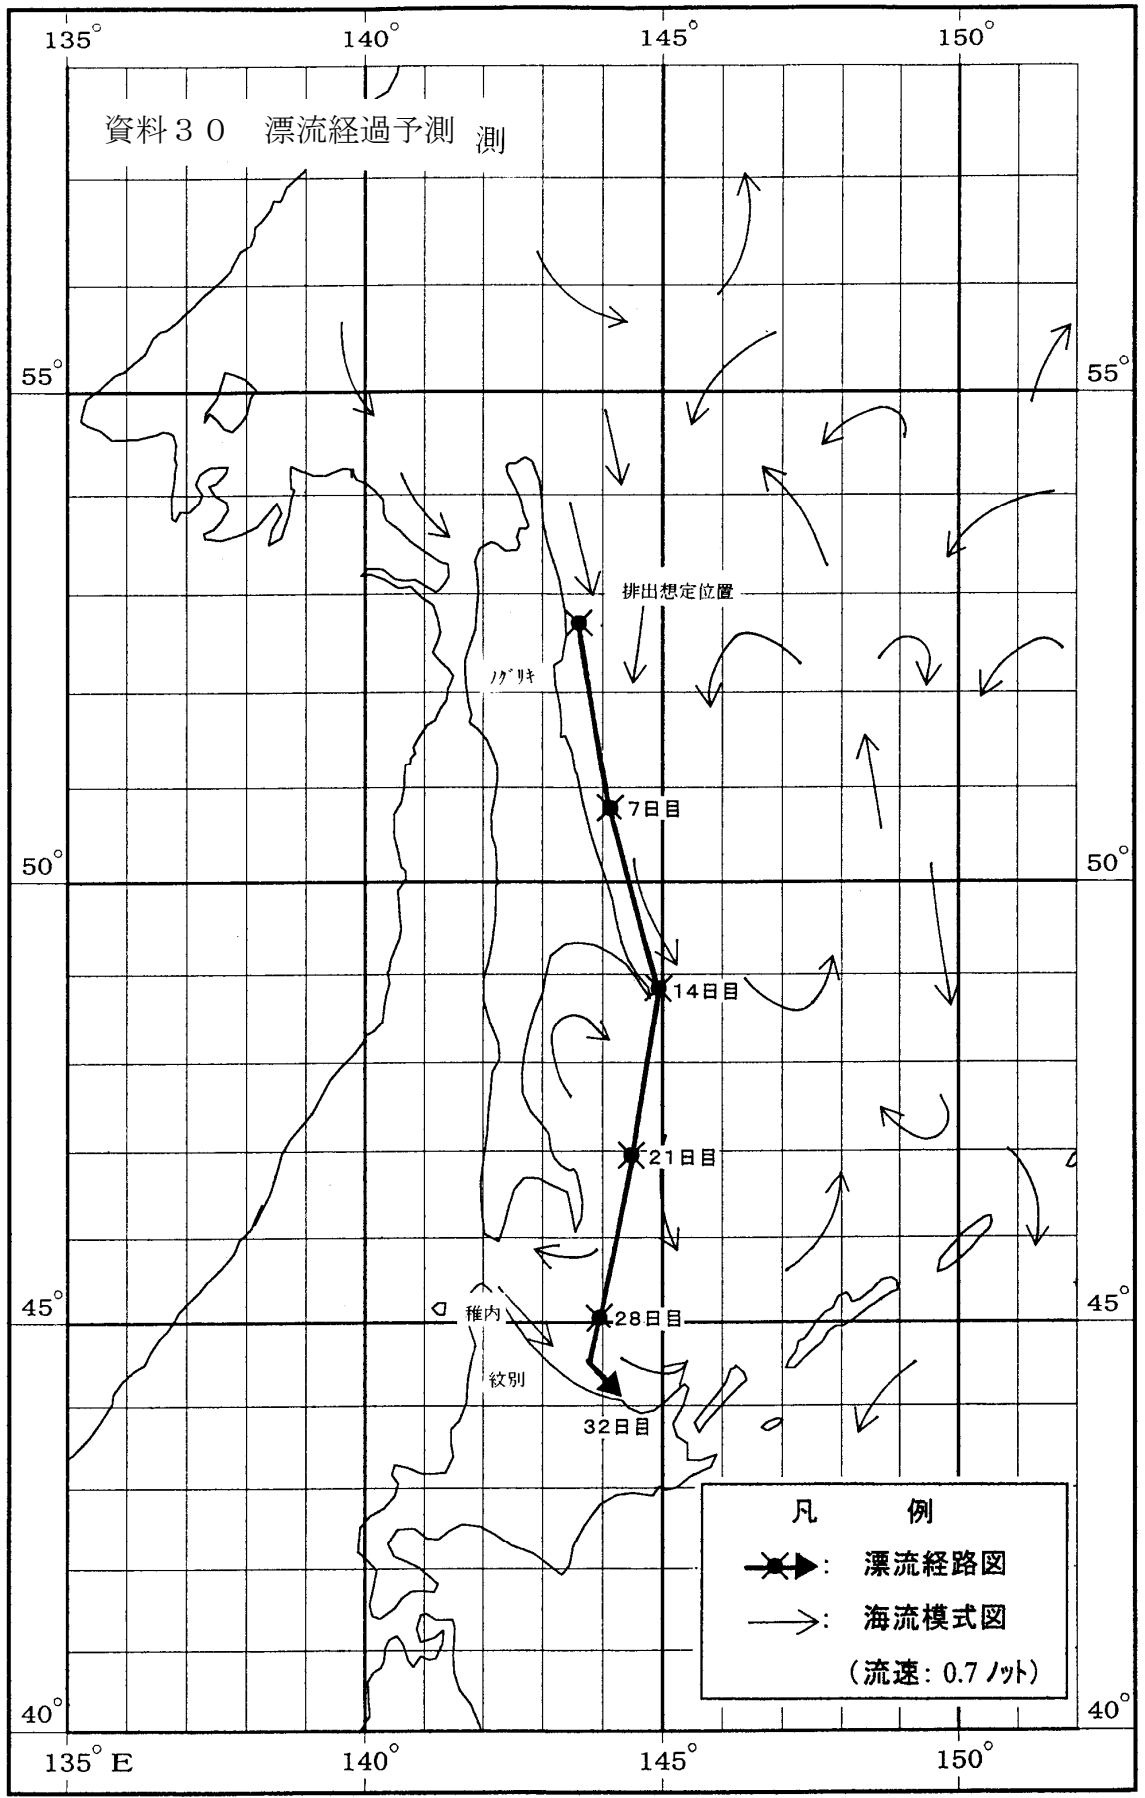 135° 140° 145° 150°
資料30 漂流経過予測 測
55° 55°
排出想定位置
ノグリキ
7日目
50° 50°
14日目
21日目
45° 45°
稚内
28日目
紋別
32日目
凡 例
: 漂流経路図
: 海流模式図
(流速: 0.7ノット)
40° 40°
135° E 140° 145° 150°